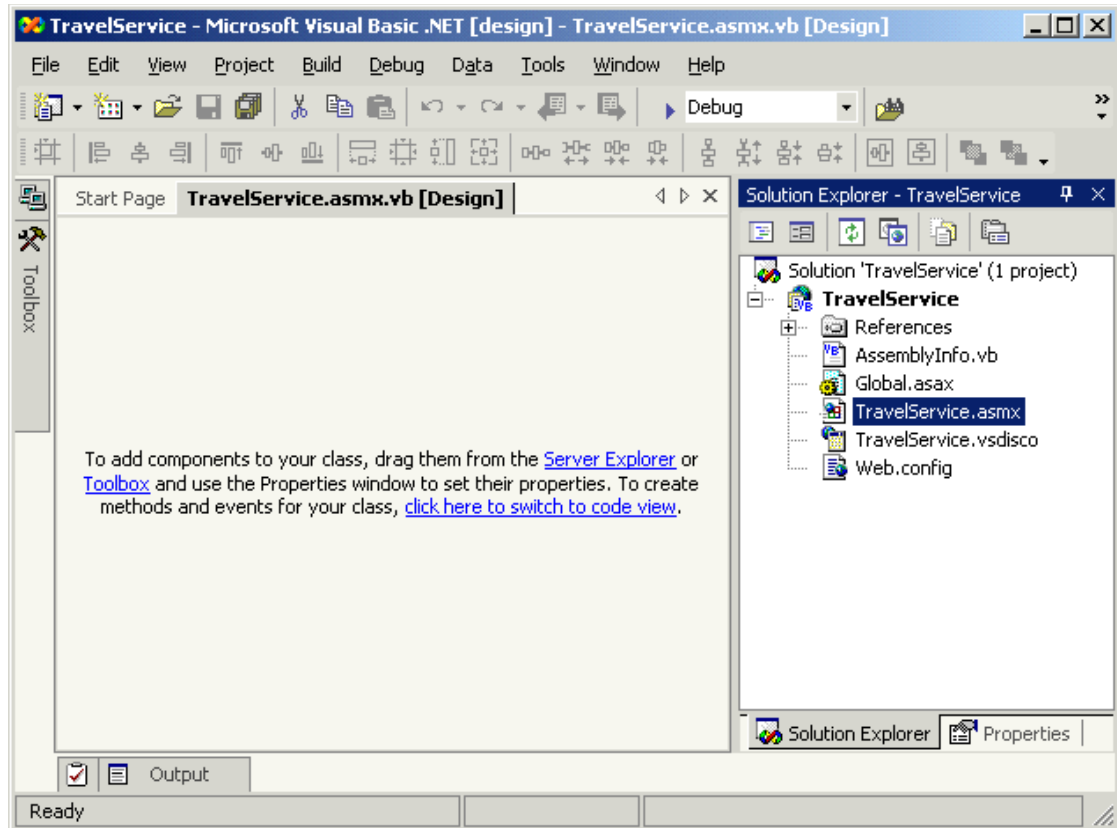 TravelService - Microsoft Visual Basic .NET [design] - TravelService.asmx.vb [Design]
File Edit View Project Build Debug Data Tools Window Help
Debug
Start Page TravelService.asmx.vb [Design]
Toolbox
To add components to your class, drag them from the Server Explorer or
Toolbox and use the Properties window to set their properties. To create
methods and events for your class, click here to switch to code view.
Solution Explorer - TravelService
Solution 'TravelService' (1 project)
TravelService
References
AssemblyInfo.vb
Global.asax
TravelService.asmx
TravelService.vsdisco
Web.config
Solution Explorer Properties
Output
Ready